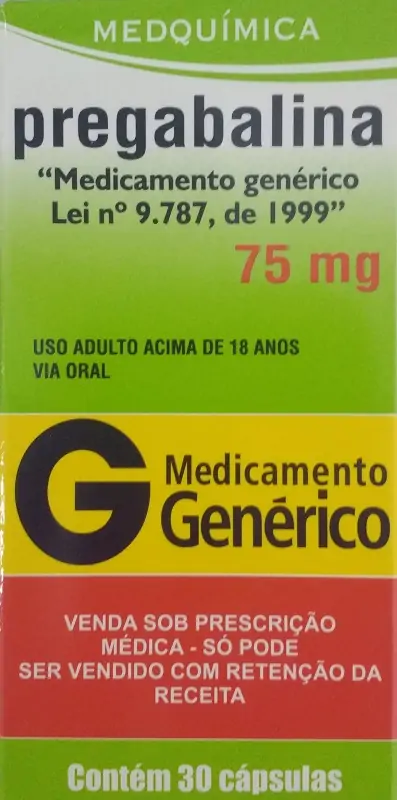 MEDQUÍMICA
pregabalina
“Medicamento genérico
Lei nº 9.787, de 1999”
75 mg
USO ADULTO ACIMA DE 18 ANOS
VIA ORAL
G Medicamento
Genérico
VENDA SOB PRESCRIÇÃO
MÉDICA - SÓ PODE
SER VENDIDO COM RETENÇÃO DA
RECEITA
Contém 30 cápsulas